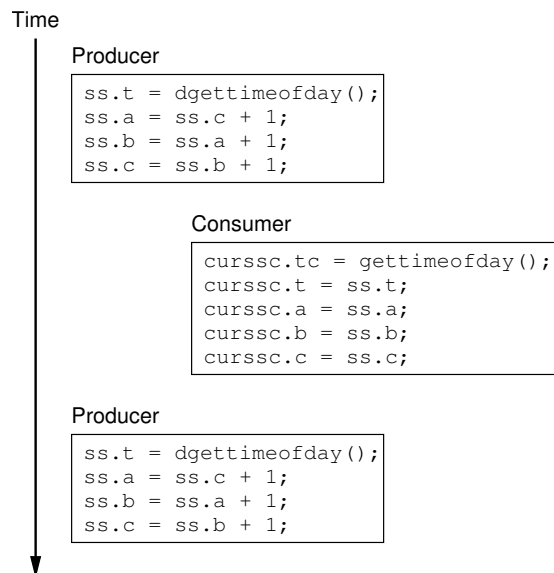 Time
Producer
ss.t = dgettimeofday();
ss.a = ss.c + 1;
ss.b = ss.a + 1;
ss.c = ss.b + 1;
Consumer
curssc.tc = gettimeofday();
curssc.t = ss.t;
curssc.a = ss.a;
curssc.b = ss.b;
curssc.c = ss.c;
Producer
ss.t = dgettimeofday();
ss.a = ss.c + 1;
ss.b = ss.a + 1;
ss.c = ss.b + 1;